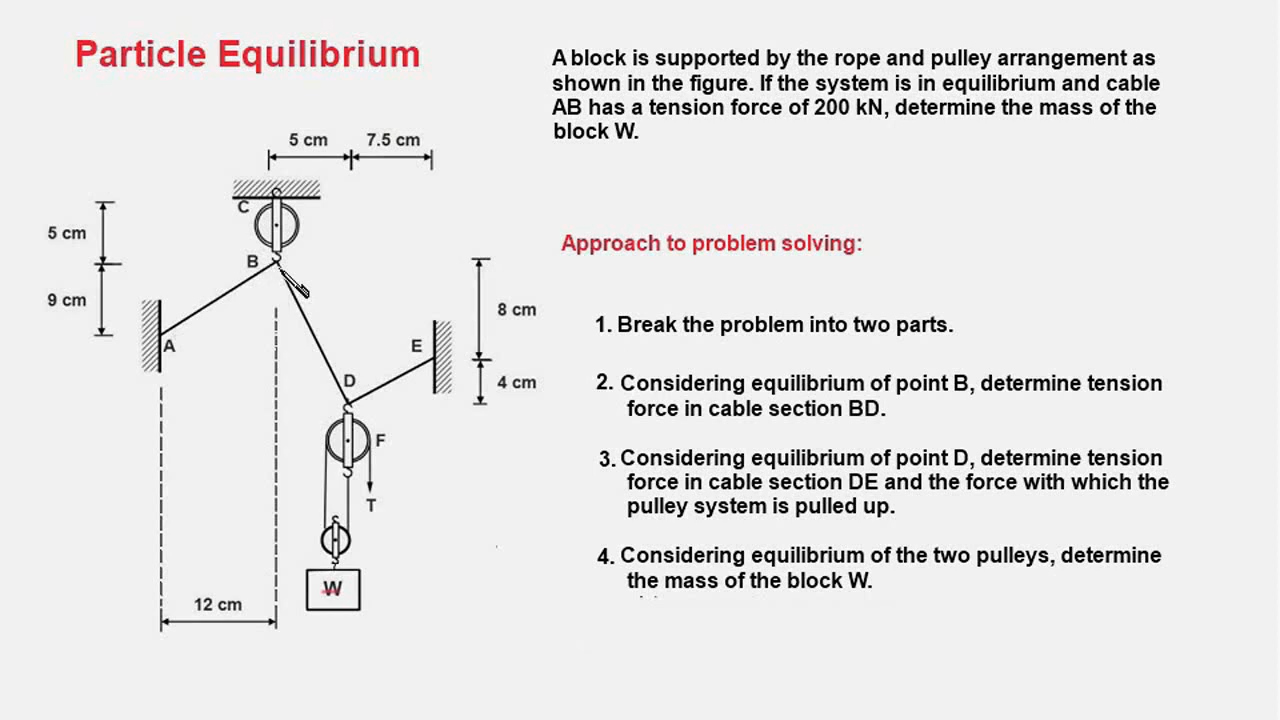 Particle Equilibrium
A block is supported by the rope and pulley arrangement as
shown in the figure. If the system is in equilibrium and cable
AB has a tension force of 200 kN, determine the mass of the
block W.
5 cm
7.5 cm
C
5 cm
B
9 cm
A
8 cm
E
D
4 cm
F
T
W
12 cm
Approach to problem solving:
1. Break the problem into two parts.
2. Considering equilibrium of point B, determine tension
force in cable section BD.
3. Considering equilibrium of point D, determine tension
force in cable section DE and the force with which the
pulley system is pulled up.
4. Considering equilibrium of the two pulleys, determine
the mass of the block W.